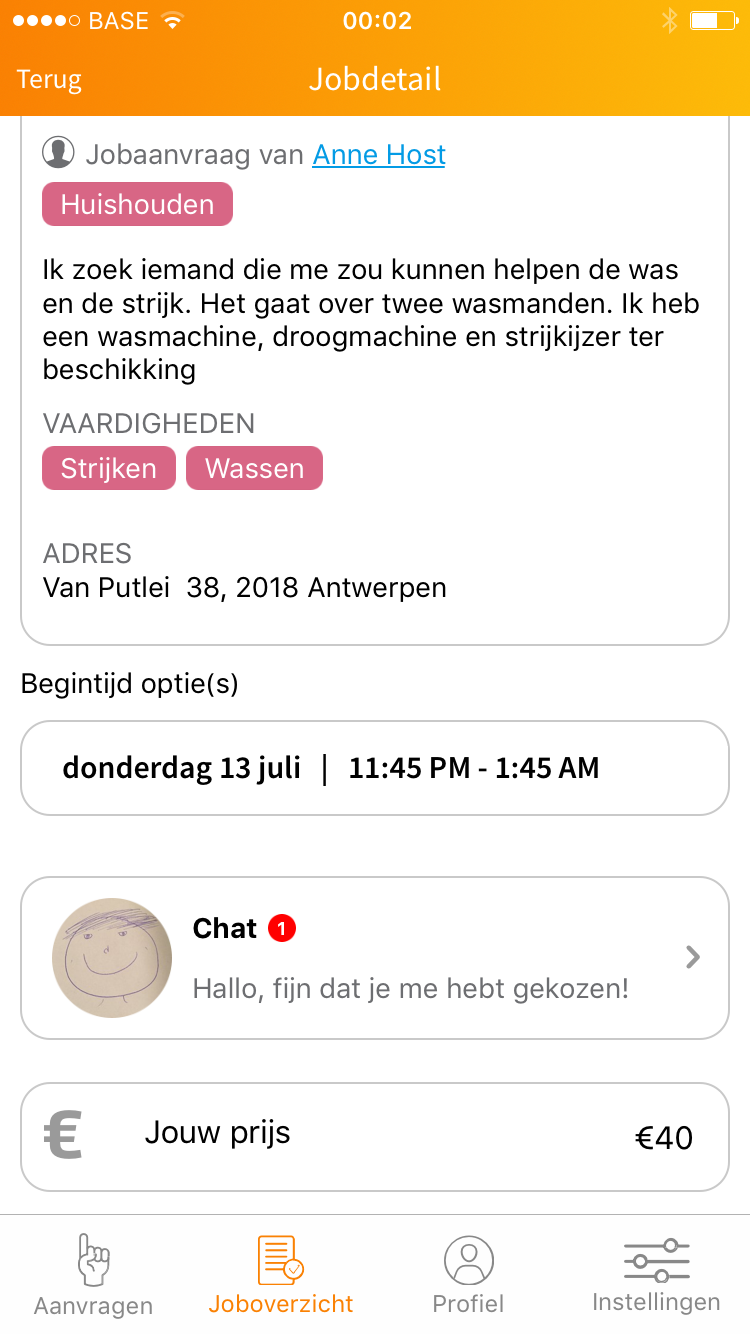 BASE 00:02
Terug Jobdetail
Jobaanvraag van Anne Host
Huishouden
Ik zoek iemand die me zou kunnen helpen de was
en de strijk. Het gaat over twee wasmanden. Ik heb
een wasmachine, droogmachine en strijkijzer ter
beschikking
VAARDIGHEDEN
Strijken Wassen
ADRES
Van Putlei 38, 2018 Antwerpen
Begintijd optie(s)
donderdag 13 juli | 11:45 PM - 1:45 AM
Chat 1
Hallo, fijn dat je me hebt gekozen!
€ Jouw prijs €40
Aanvragen Joboverzicht Profiel Instellingen